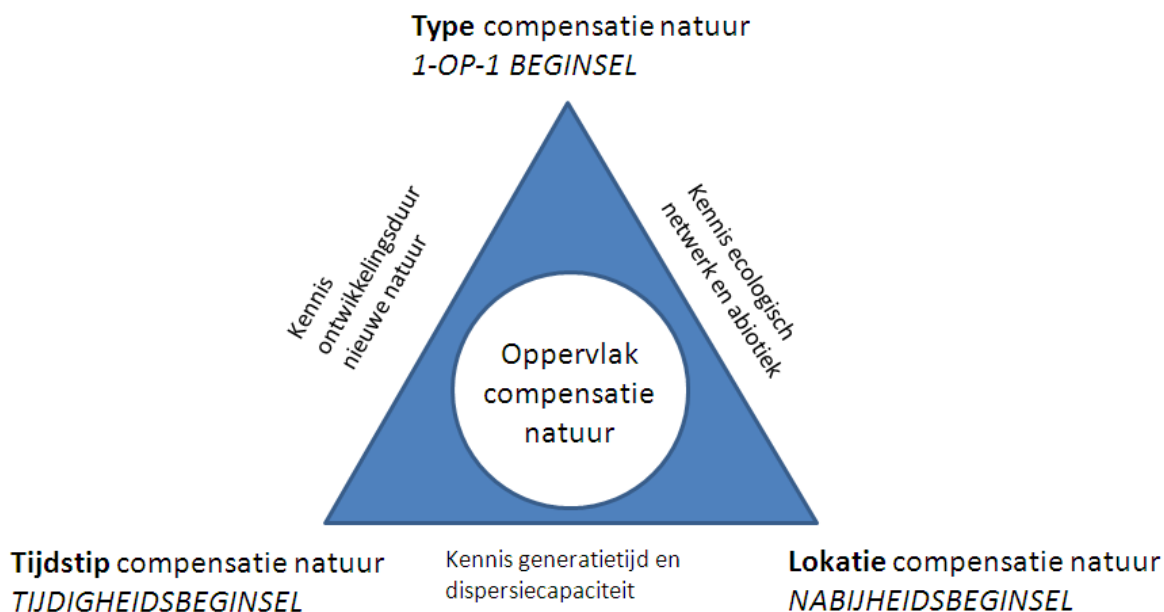 Type compensatie natuur
1-OP-1 BEGINSEL
Kennis
ontwikkelingsduur
nieuwe natuur
Kennis ecologisch
netwerk en abiotiek
Oppervlak
compensatie
natuur
Tijdstip compensatie natuur
TIJDIGHEIDSBEGINSEL
Kennis generatietijd en
dispersiecapaciteit
Lokatie compensatie natuur
NABIJHEIDSBEGINSEL